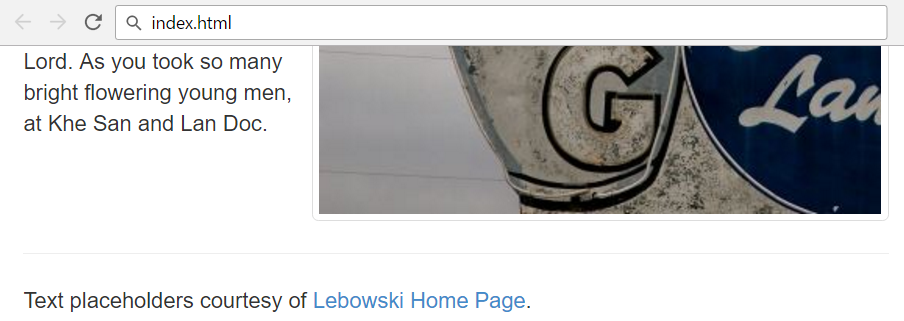 index.html
Lord. As you took so many
bright flowering young men,
at Khe San and Lan Doc.
G
Lan
Text placeholders courtesy of Lebowski Home Page.